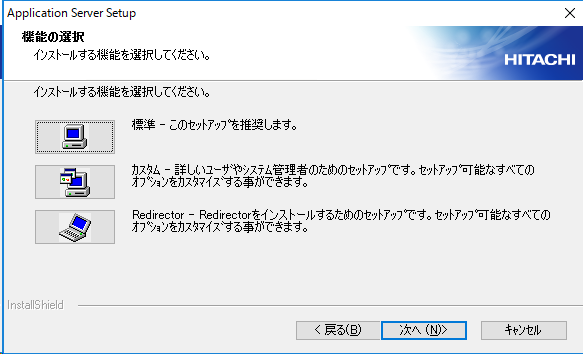 Application Server Setup
機能の選択
インストールする機能を選択してください。
HITACHI
インストールする機能を選択してください。
標準 - このセットアップを推奨します。
カスタム - 詳しいユーザやシステム管理者のためのセットアップです。セットアップ可能なすべての
オプションをカスタマイズする事ができます。
Redirector - Redirectorをインストールするためのセットアップです。セットアップ可能なすべての
オプションをカスタマイズする事ができます。
InstallShield
< 戻る(B)
次へ (N)>
キャンセル